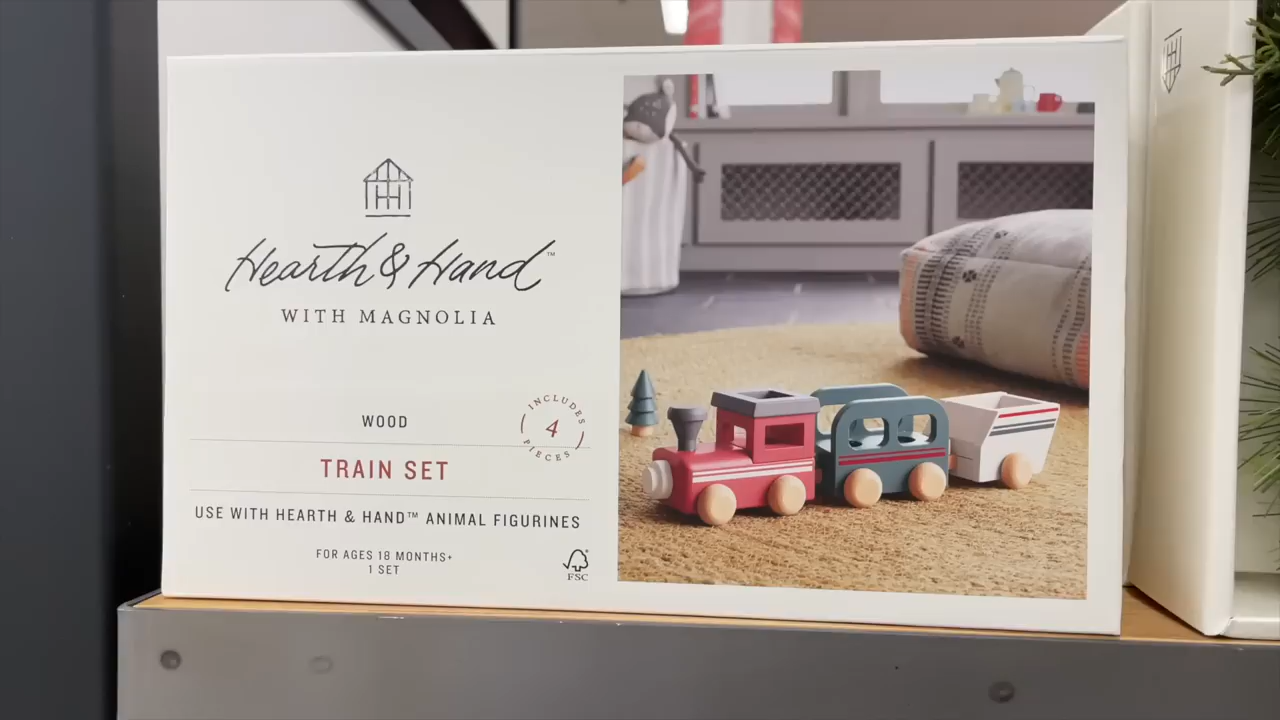 Hearth & Hand™
WITH MAGNOLIA
INCLUDES
4
PIECES
WOOD
TRAIN SET
USE WITH HEARTH & HAND™ ANIMAL FIGURINES
FOR AGES 18 MONTHS+
1 SET
FSC®